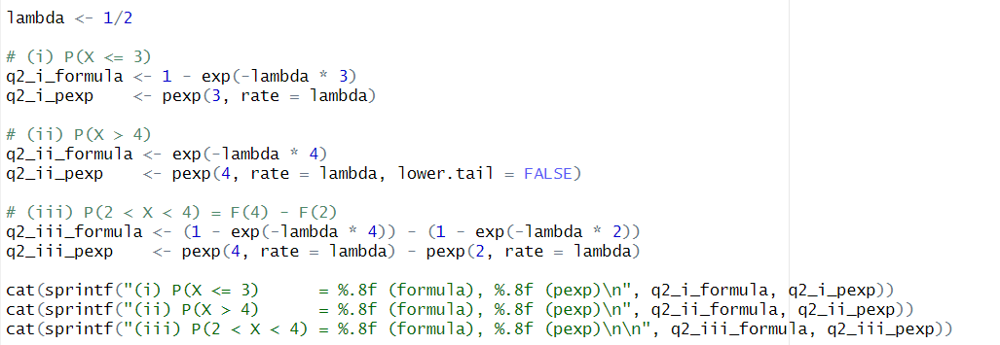 lambda <- 1/2

# (i) P(X <= 3)
q2_i_formula <- 1 - exp(-lambda * 3)
q2_i_pexp    <- pexp(3, rate = lambda)

# (ii) P(X > 4)
q2_ii_formula <- exp(-lambda * 4)
q2_ii_pexp    <- pexp(4, rate = lambda, lower.tail = FALSE)

# (iii) P(2 < X < 4) = F(4) - F(2)
q2_iii_formula <- (1 - exp(-lambda * 4)) - (1 - exp(-lambda * 2))
q2_iii_pexp    <- pexp(4, rate = lambda) - pexp(2, rate = lambda)

cat(sprintf("(i) P(X <= 3)      = %.8f (formula), %.8f (pexp)\n", q2_i_formula, q2_i_pexp))
cat(sprintf("(ii) P(X > 4)      = %.8f (formula), %.8f (pexp)\n", q2_ii_formula, q2_ii_pexp))
cat(sprintf("(iii) P(2 < X < 4) = %.8f (formula), %.8f (pexp)\n\n", q2_iii_formula, q2_iii_pexp))